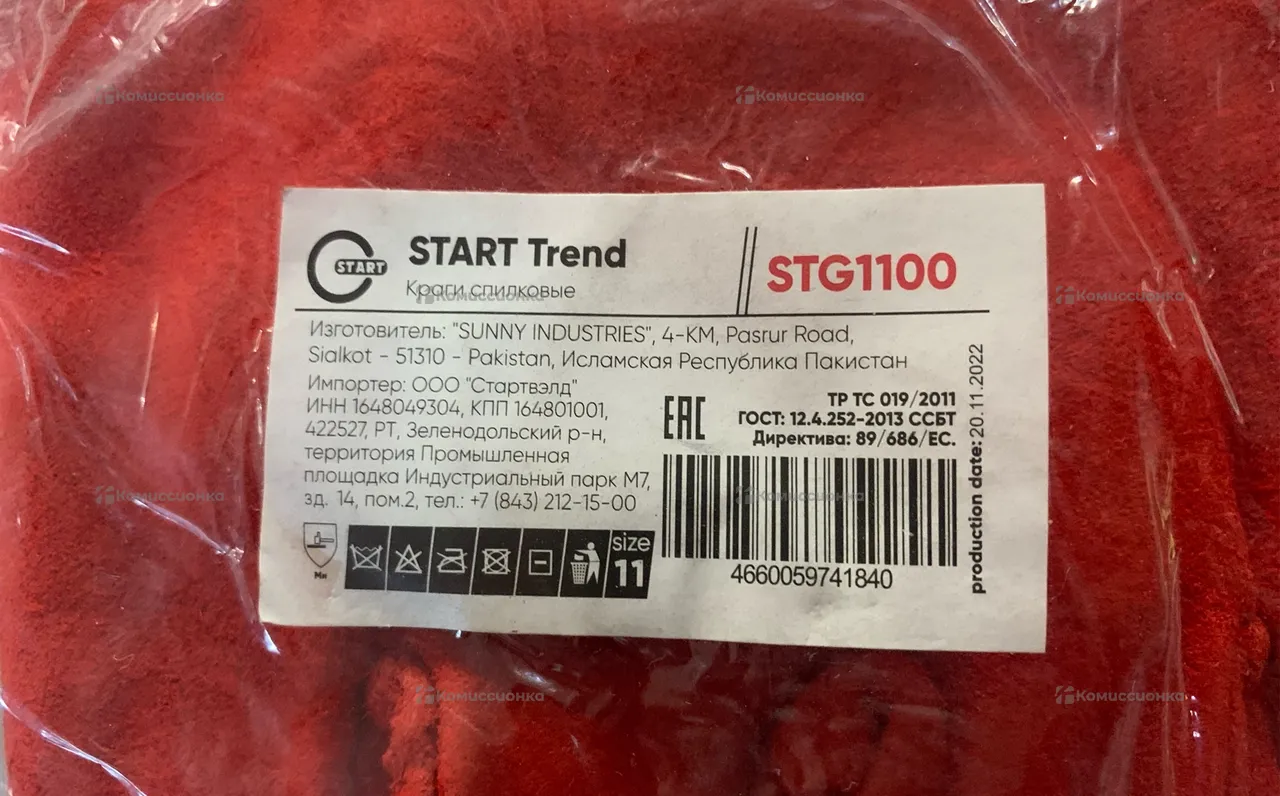 START
START Trend
Краги спилковые
STG1100
Изготовитель: "SUNNY INDUSTRIES", 4-KM, Pasrur Road,
Sialkot - 51310 - Pakistan, Исламская Республика Пакистан
Импортер: ООО "Стартвэлд"
ИНН 1648049304, КПП 164801001,
422527, РТ, Зеленодольский р-н,
территория Промышленная
площадка Индустриальный парк М7,
зд. 14, пом.2, тел.: +7 (843) 212-15-00
EAC
ТР ТС 019/2011
ГОСТ: 12.4.252-2013 ССБТ
Директива: 89/686/ЕС.
4660059741840
production date: 20.11.2022
Ми
size
11
Комиссионка
Комиссионка
Комиссионка
Комиссионка
Комиссионка
Комиссионка
Комиссионка
Комиссионка